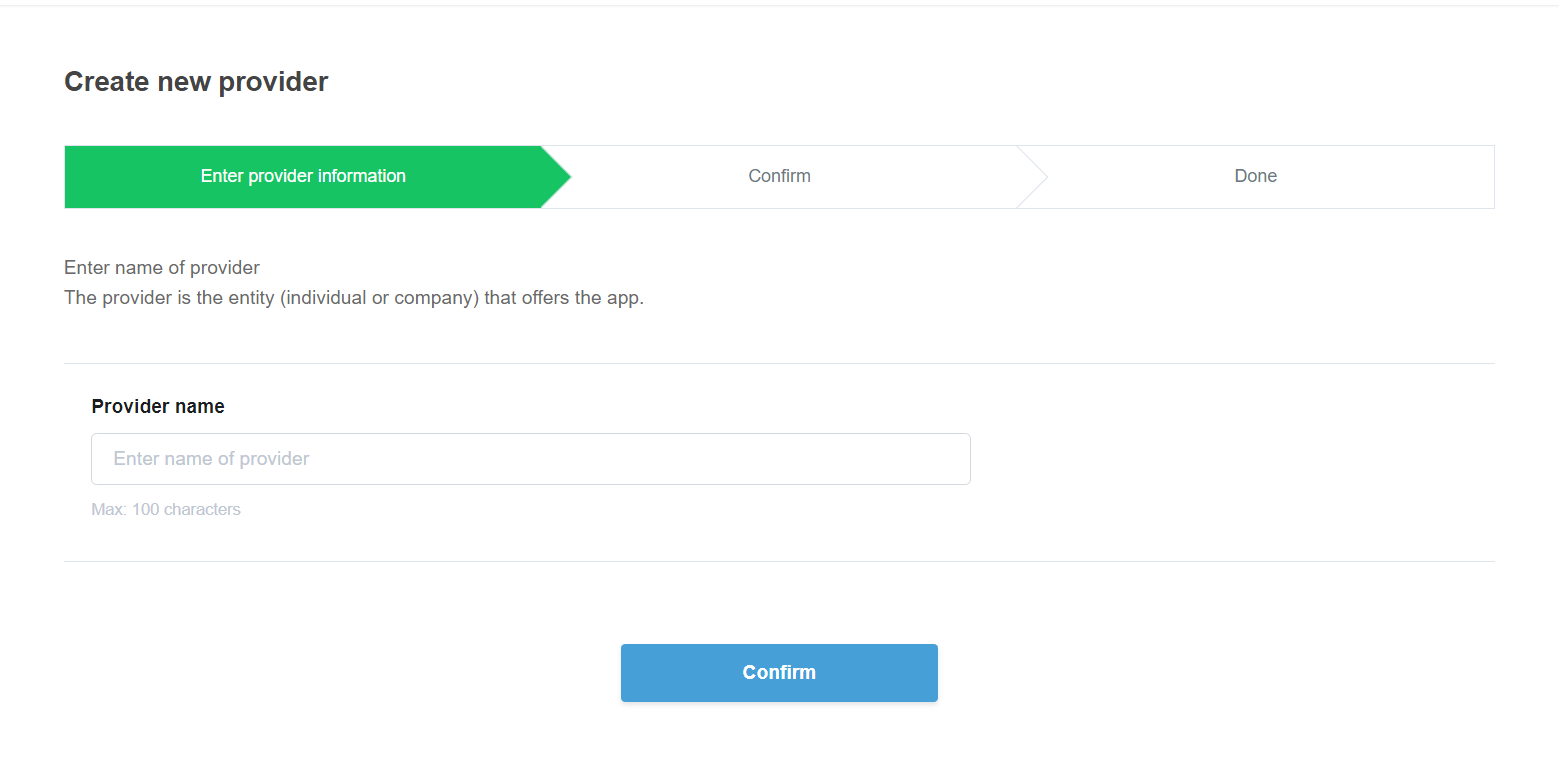 Create new provider
Enter provider information
Confirm
Done
Enter name of provider
The provider is the entity (individual or company) that offers the app.
Provider name
Enter name of provider
Max: 100 characters
Confirm